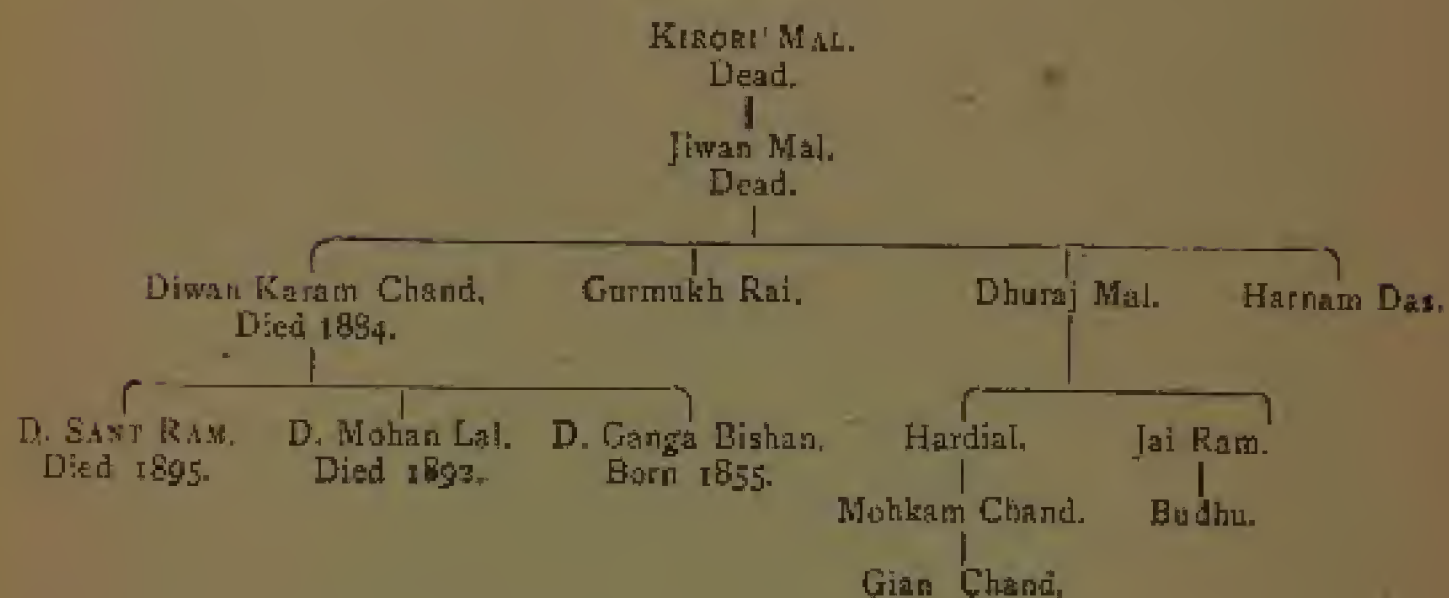 KIRORI MAL.
Dead.
Jiwan Mal.
Dead.
Diwan Karam Chand. Gurmukh Rai. Dhuraj Mal. Harnam Das.
Died 1884.
D. SANT RAM. D. Mohan Lal. D. Ganga Bishan. Hardial. Jai Ram.
Died 1895. Died 1892. Born 1855.
Mohkam Chand. Budhu.
Gian Chand.